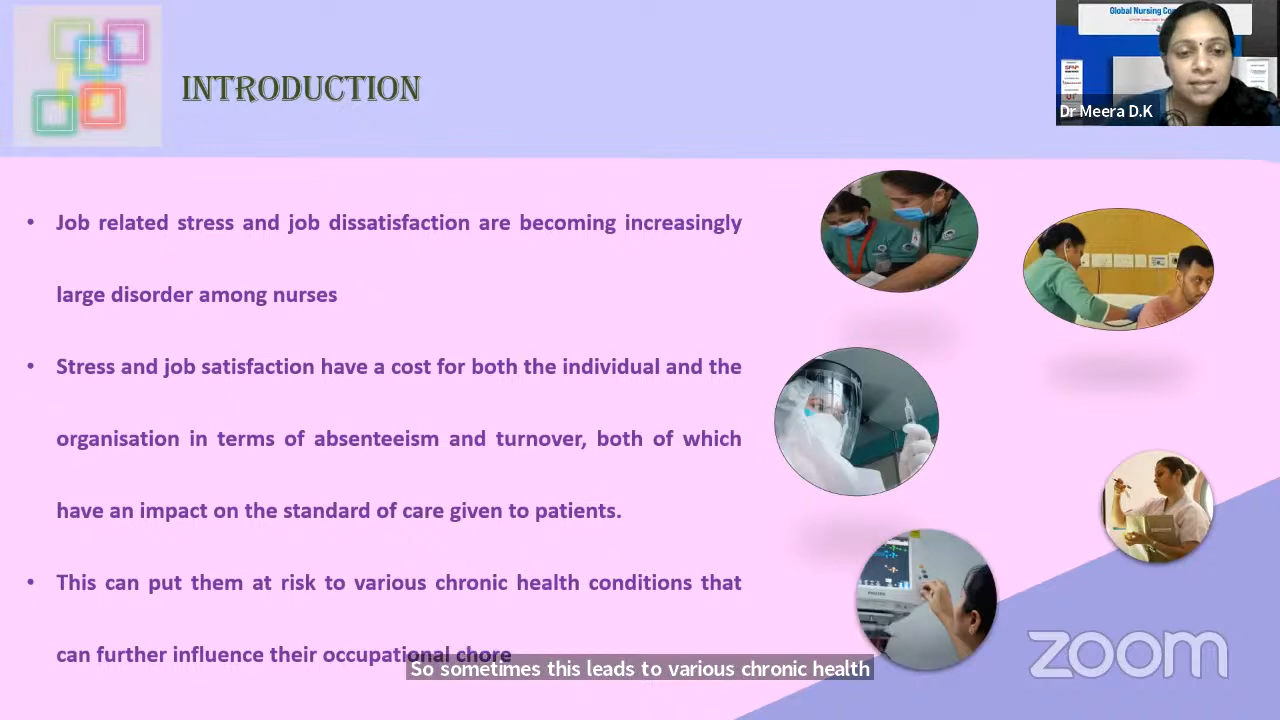 INTRODUCTION
Global Nursing Co
Dr Meera D.K
• Job related stress and job dissatisfaction are becoming increasingly
large disorder among nurses
• Stress and job satisfaction have a cost for both the individual and the
organisation in terms of absenteeism and turnover, both of which
have an impact on the standard of care given to patients.
• This can put them at risk to various chronic health conditions that
can further influence their occupational chore
So sometimes this leads to various chronic health
zoom